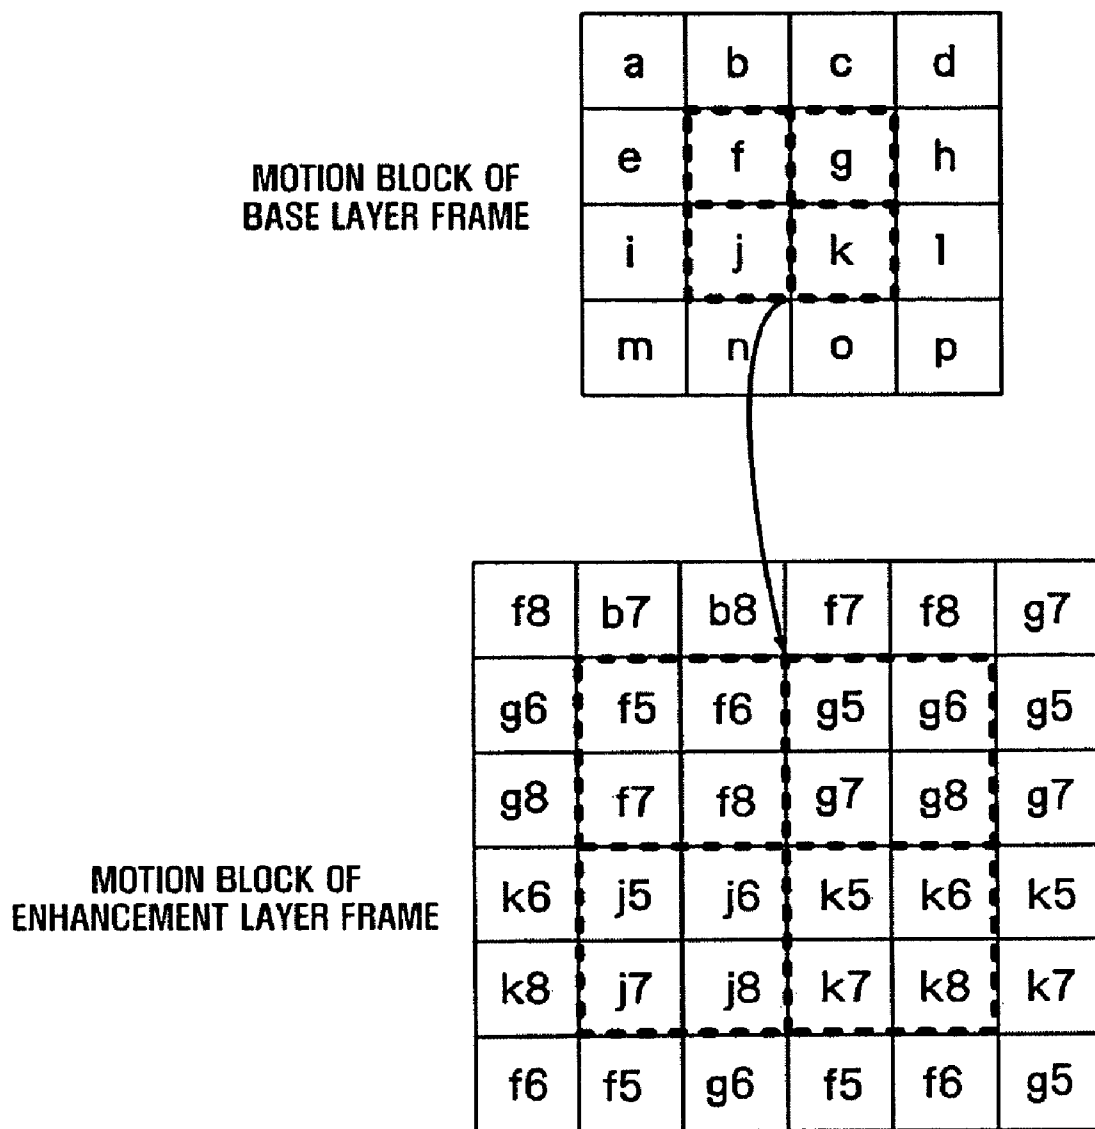 a b c d
e f g h
i j k l
m n o p
MOTION BLOCK OF
BASE LAYER FRAME
f8 b7 b8 f7 f8 g7
g6 f5 f6 g5 g6 g5
g8 f7 f8 g7 g8 g7
k6 j5 j6 k5 k6 k5
k8 j7 j8 k7 k8 k7
f6 f5 g6 f5 f6 g5
MOTION BLOCK OF
ENHANCEMENT LAYER FRAME